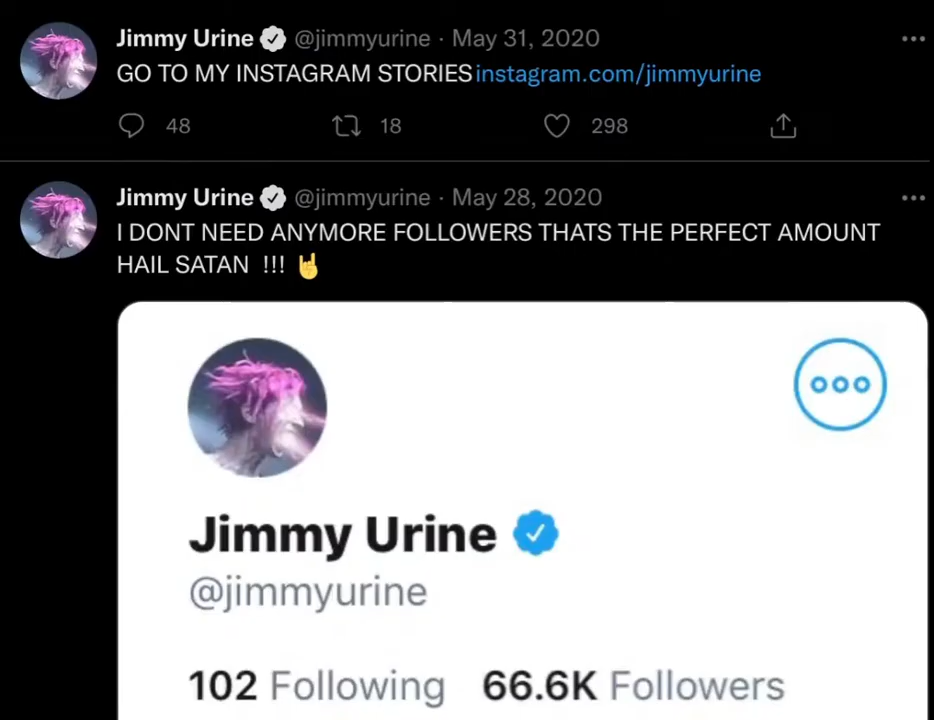 Jimmy Urine @jimmyurine · May 31, 2020
GO TO MY INSTAGRAM STORIES instagram.com/jimmyurine
48 18 298
Jimmy Urine @jimmyurine · May 28, 2020
I DONT NEED ANYMORE FOLLOWERS THATS THE PERFECT AMOUNT
HAIL SATAN !!! 🤘
Jimmy Urine
@jimmyurine
102 Following 66.6K Followers